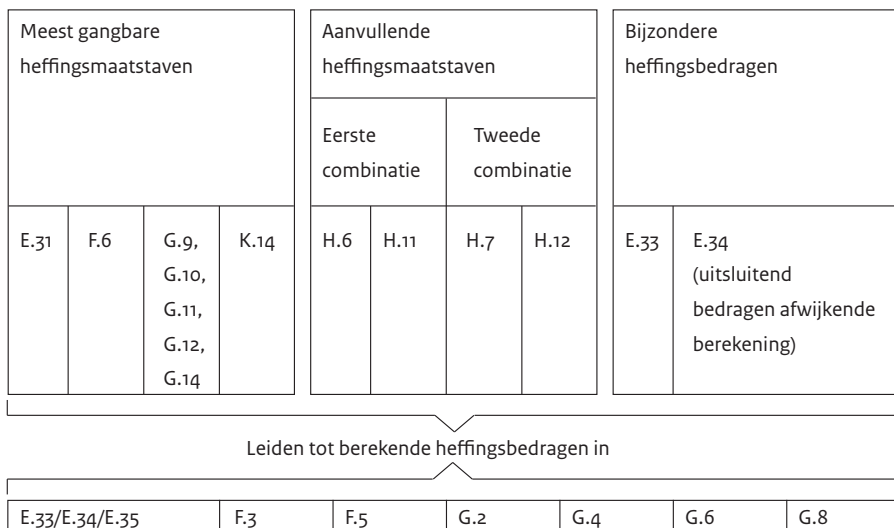 Meest gangbare
heffingsmaatstaven
Aanvullende
heffingsmaatstaven
Eerste
combinatie
Tweede
combinatie
Bijzondere
heffingsbedragen
E.31
F.6
G.9,
G.10,
G.11,
G.12,
G.14
K.14
H.6
H.11
H.7
H.12
E.33
E.34
(uitsluitend
bedragen afwijkende
berekening)
Leiden tot berekende heffingsbedragen in
E.33/E.34/E.35
F.3
F.5
G.2
G.4
G.6
G.8